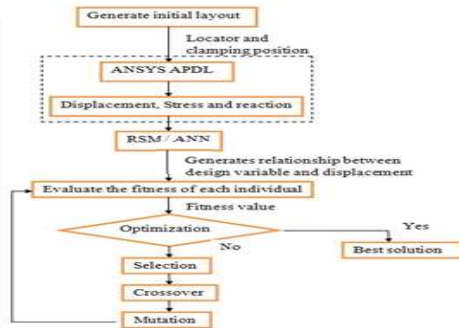 Generate initial layout
Locator and
clamping position
ANSYS APDL
Displacement, Stress and reaction
RSM / ANN
Generates relationship between
design variable and displacement
Evaluate the fitness of each individual
Fitness value
Optimization
Yes
No
Best solution
Selection
Crossover
Mutation